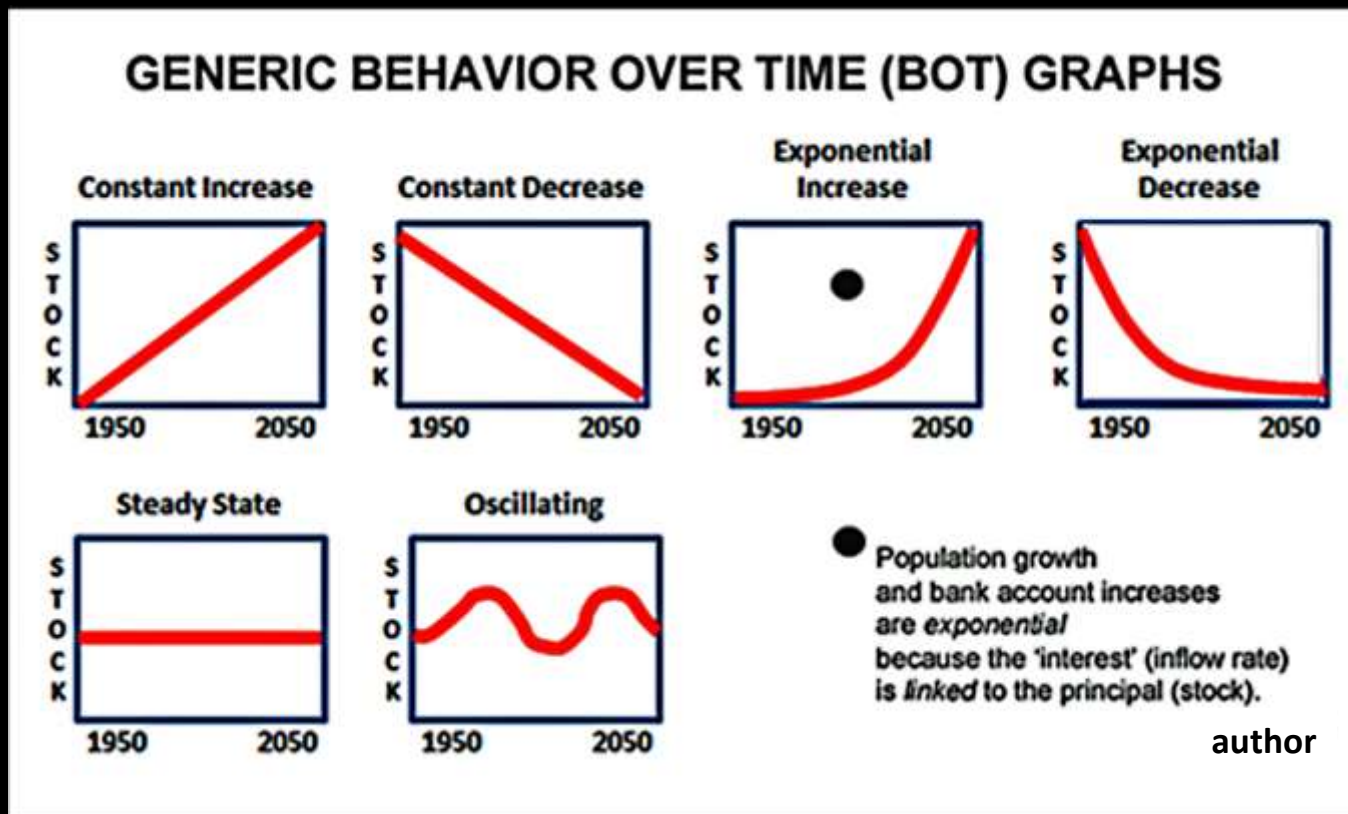 GENERIC BEHAVIOR OVER TIME (BOT) GRAPHS
Constant Increase
STOCK
1950 2050
Constant Decrease
STOCK
1950 2050
Exponential
Increase
STOCK
1950 2050
Exponential
Decrease
STOCK
1950 2050
Steady State
STOCK
1950 2050
Oscillating
STOCK
1950 2050
Population growth
and bank account increases
are exponential
because the 'interest' (inflow rate)
is linked to the principal (stock).
author